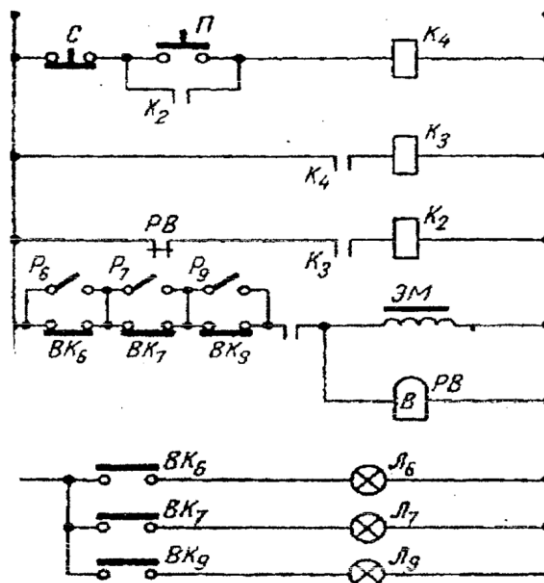 С П К₄
К₂
К₃
К₄
РВ К₃ К₂
Р₆ Р₇ Р₉
ЭМ
ВК₆ ВК₇ ВК₉
В РВ
ВК₆ Л₆
ВК₇ Л₇
ВК₉ Л₉